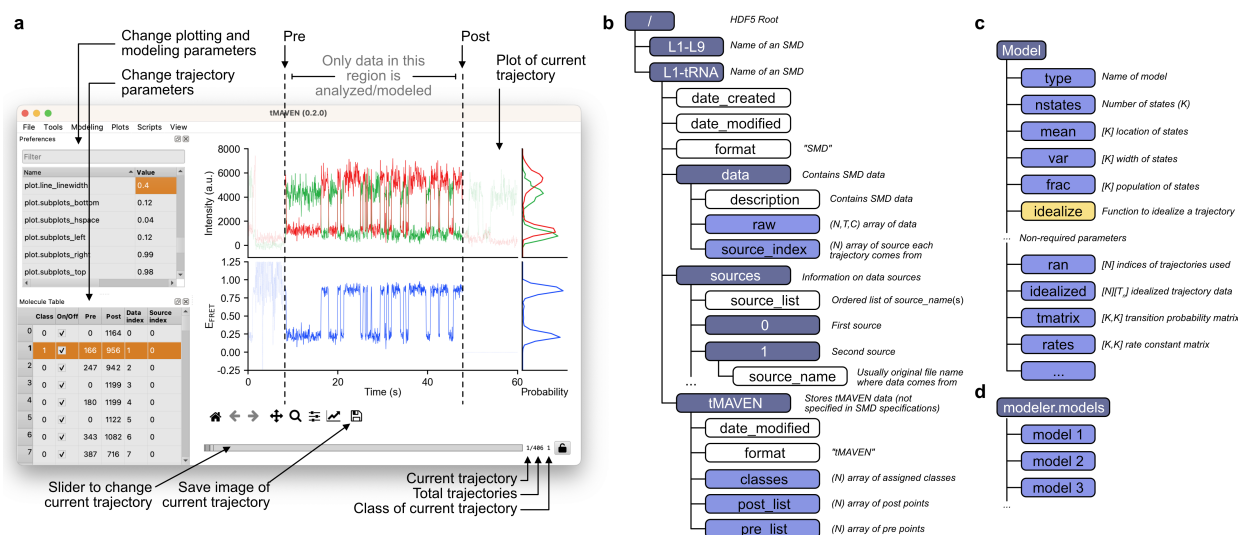 a
Change plotting and
modeling parameters
Change trajectory
parameters
Pre
Only data in this
region is
analyzed/modeled
Post
Plot of current
trajectory
tMAVEN (0.2.0)
File Tools Modeling Plots Scripts View
Preferences
Filter
Name Value
plot.line_linewidth 0.4
plot.subplots_bottom 0.12
plot.subplots_hspace 0.04
plot.subplots_left 0.12
plot.subplots_right 0.99
plot.subplots_top 0.98
Molecule Table
Class On/Off Pre Post Data index Source index
0 0 0 1164 0 0
1 1 166 956 1 0
2 0 247 942 2 0
3 0 0 1199 3 0
4 0 180 1199 4 0
5 0 0 1122 5 0
6 0 343 1082 6 0
7 0 387 716 7 0
Intensity (a.u.)
8000
6000
4000
2000
0
E_FRET
1.25
1.00
0.75
0.50
0.25
0.00
-0.25
0 20 40 60
Time (s)
Probability
1/406 1
Slider to change
current trajectory
Save image of
current trajectory
Current trajectory
Total trajectories
Class of current trajectory
b
/ HDF5 Root
L1-L9 Name of an SMD
L1-tRNA Name of an SMD
date_created
date_modified
format "SMD"
data Contains SMD data
description Contains SMD data
raw (N,T,C) array of data
source_index (N) array of source each
trajectory comes from
sources Information on data sources
source_list Ordered list of source_name(s)
0 First source
1 Second source
source_name Usually original file name
where data comes from
...
tMAVEN Stores tMAVEN data (not
specified in SMD specifications)
date_modified
format "tMAVEN"
classes (N) array of assigned classes
post_list (N) array of post points
pre_list (N) array of pre points
c
Model
type Name of model
nstates Number of states (K)
mean [K] location of states
var [K] width of states
frac [K] population of states
idealize Function to idealize a trajectory
... Non-required parameters
ran [N] indices of trajectories used
idealized [N][Tₙ] idealized trajectory data
tmatrix [K,K] transition probability matrix
rates [K,K] rate constant matrix
...
d
modeler.models
model 1
model 2
model 3
...